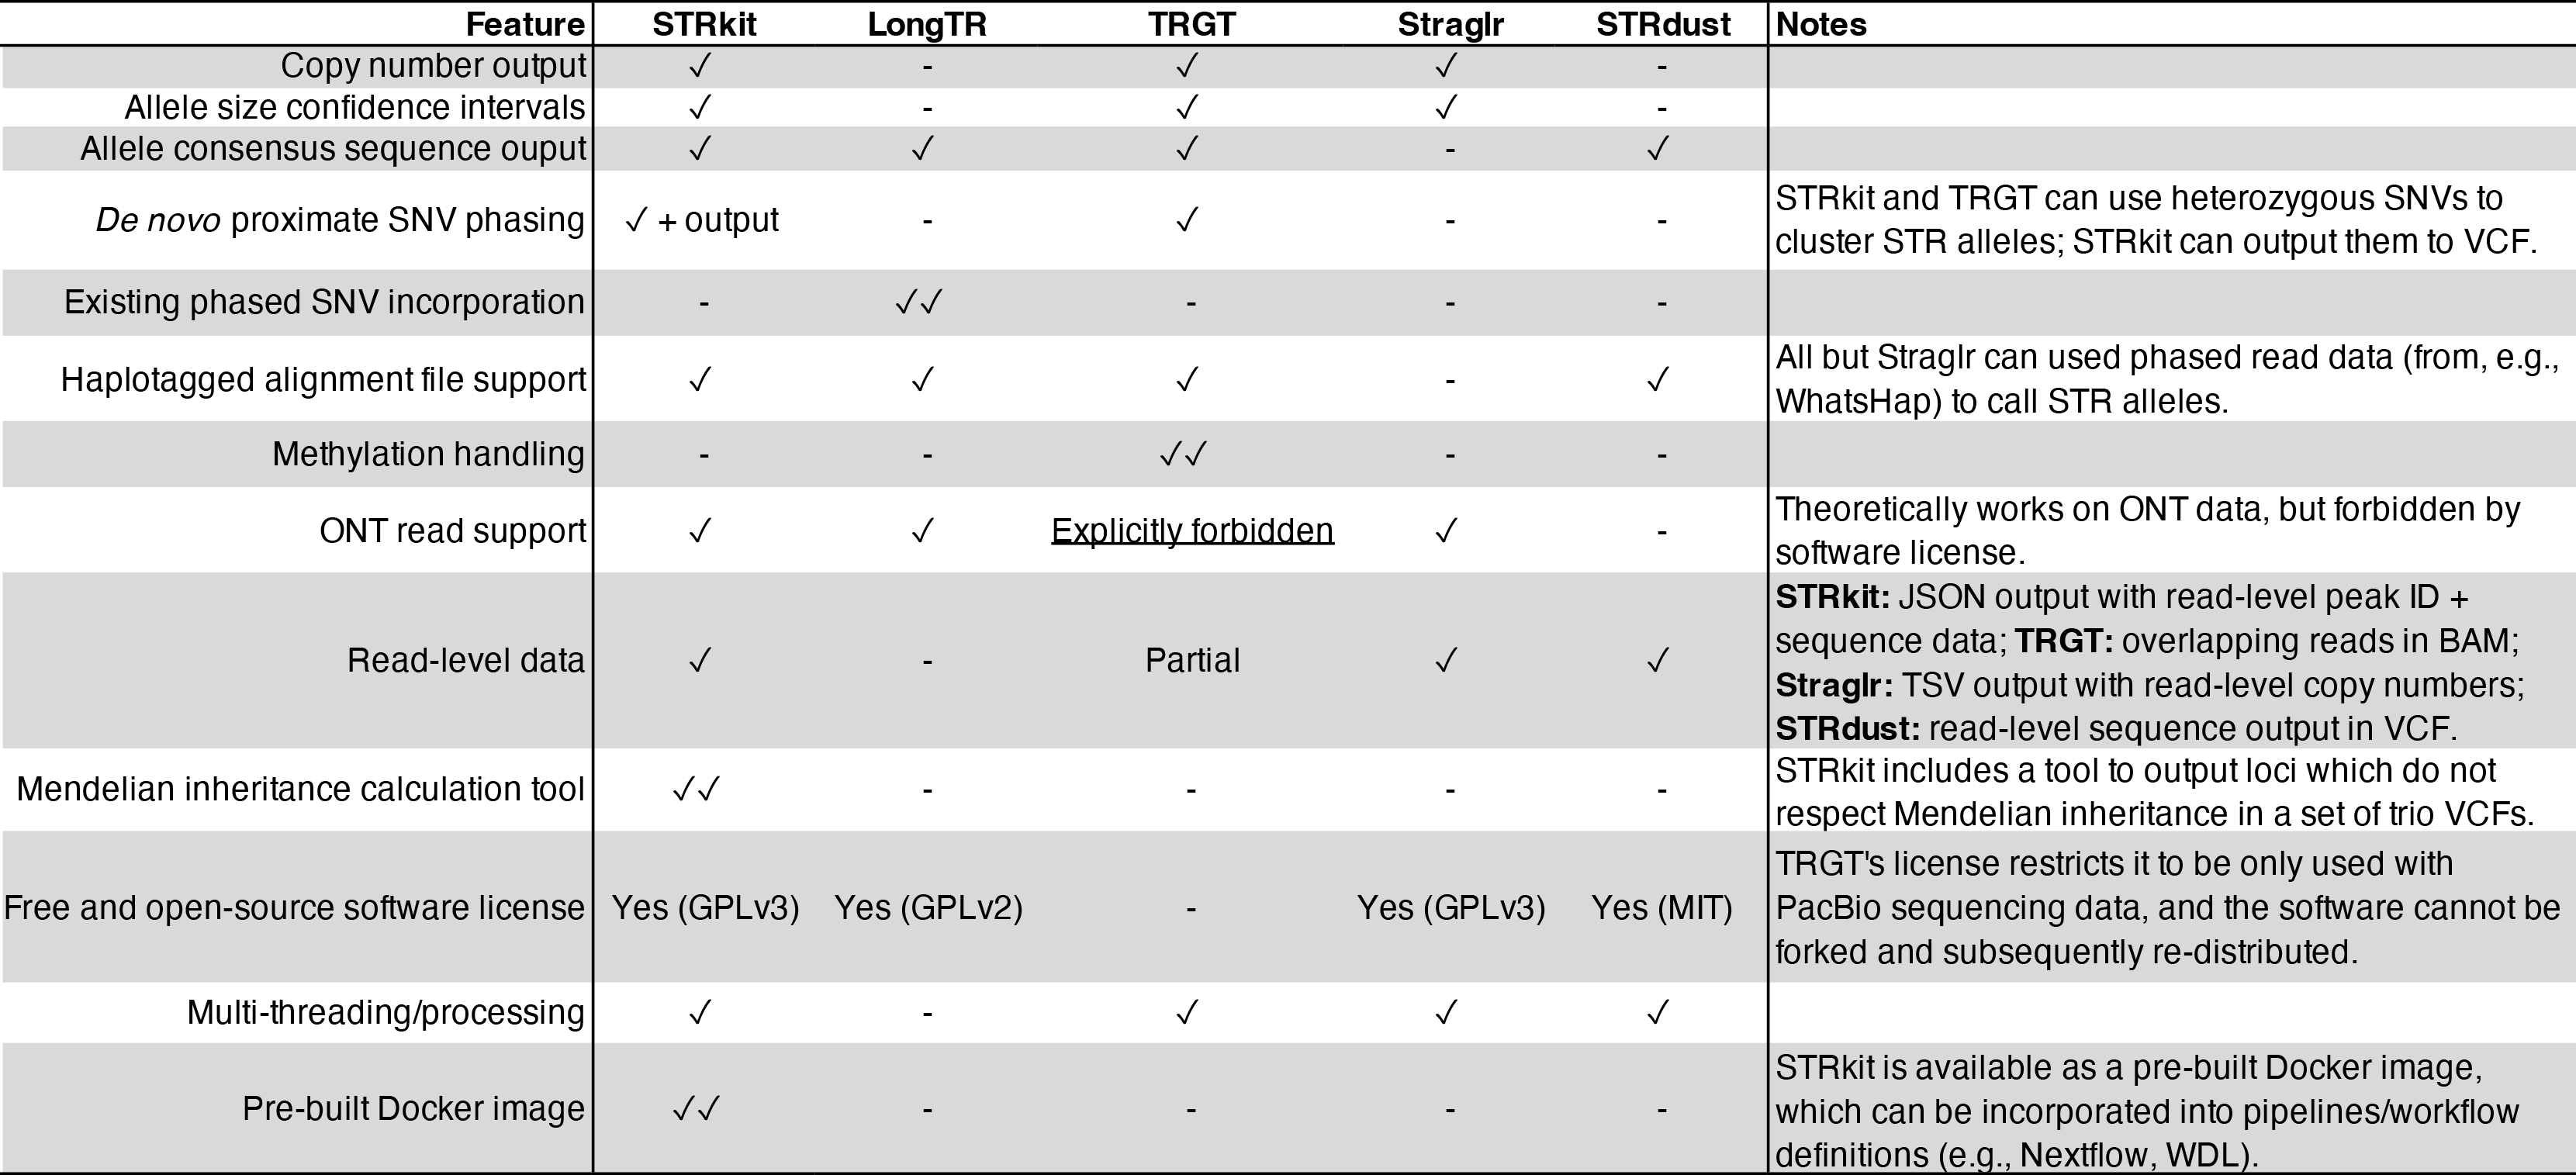 Feature STRkit LongTR TRGT Straglr STRdust Notes
Copy number output ✓ - ✓ ✓ -
Allele size confidence intervals ✓ - ✓ ✓ -
Allele consensus sequence ouput ✓ ✓ ✓ - ✓
De novo proximate SNV phasing ✓ + output - ✓ - - STRkit and TRGT can use heterozygous SNVs to
cluster STR alleles; STRkit can output them to VCF.
Existing phased SNV incorporation - ✓✓ - - -
Haplotagged alignment file support ✓ ✓ ✓ - ✓ All but Straglr can used phased read data (from, e.g.,
WhatsHap) to call STR alleles.
Methylation handling - - ✓✓ - -
ONT read support ✓ ✓ Explicitly forbidden ✓ - Theoretically works on ONT data, but forbidden by
software license.
Read-level data ✓ - Partial ✓ ✓ STRkit: JSON output with read-level peak ID +
sequence data; TRGT: overlapping reads in BAM;
Straglr: TSV output with read-level copy numbers;
STRdust: read-level sequence output in VCF.
Mendelian inheritance calculation tool ✓✓ - - - - STRkit includes a tool to output loci which do not
respect Mendelian inheritance in a set of trio VCFs.
Free and open-source software license Yes (GPLv3) Yes (GPLv2) - Yes (GPLv3) Yes (MIT) TRGT's license restricts it to be only used with
PacBio sequencing data, and the software cannot be
forked and subsequently re-distributed.
Multi-threading/processing ✓ - ✓ ✓ ✓
Pre-built Docker image ✓✓ - - - - STRkit is available as a pre-built Docker image,
which can be incorporated into pipelines/workflow
definitions (e.g., Nextflow, WDL).